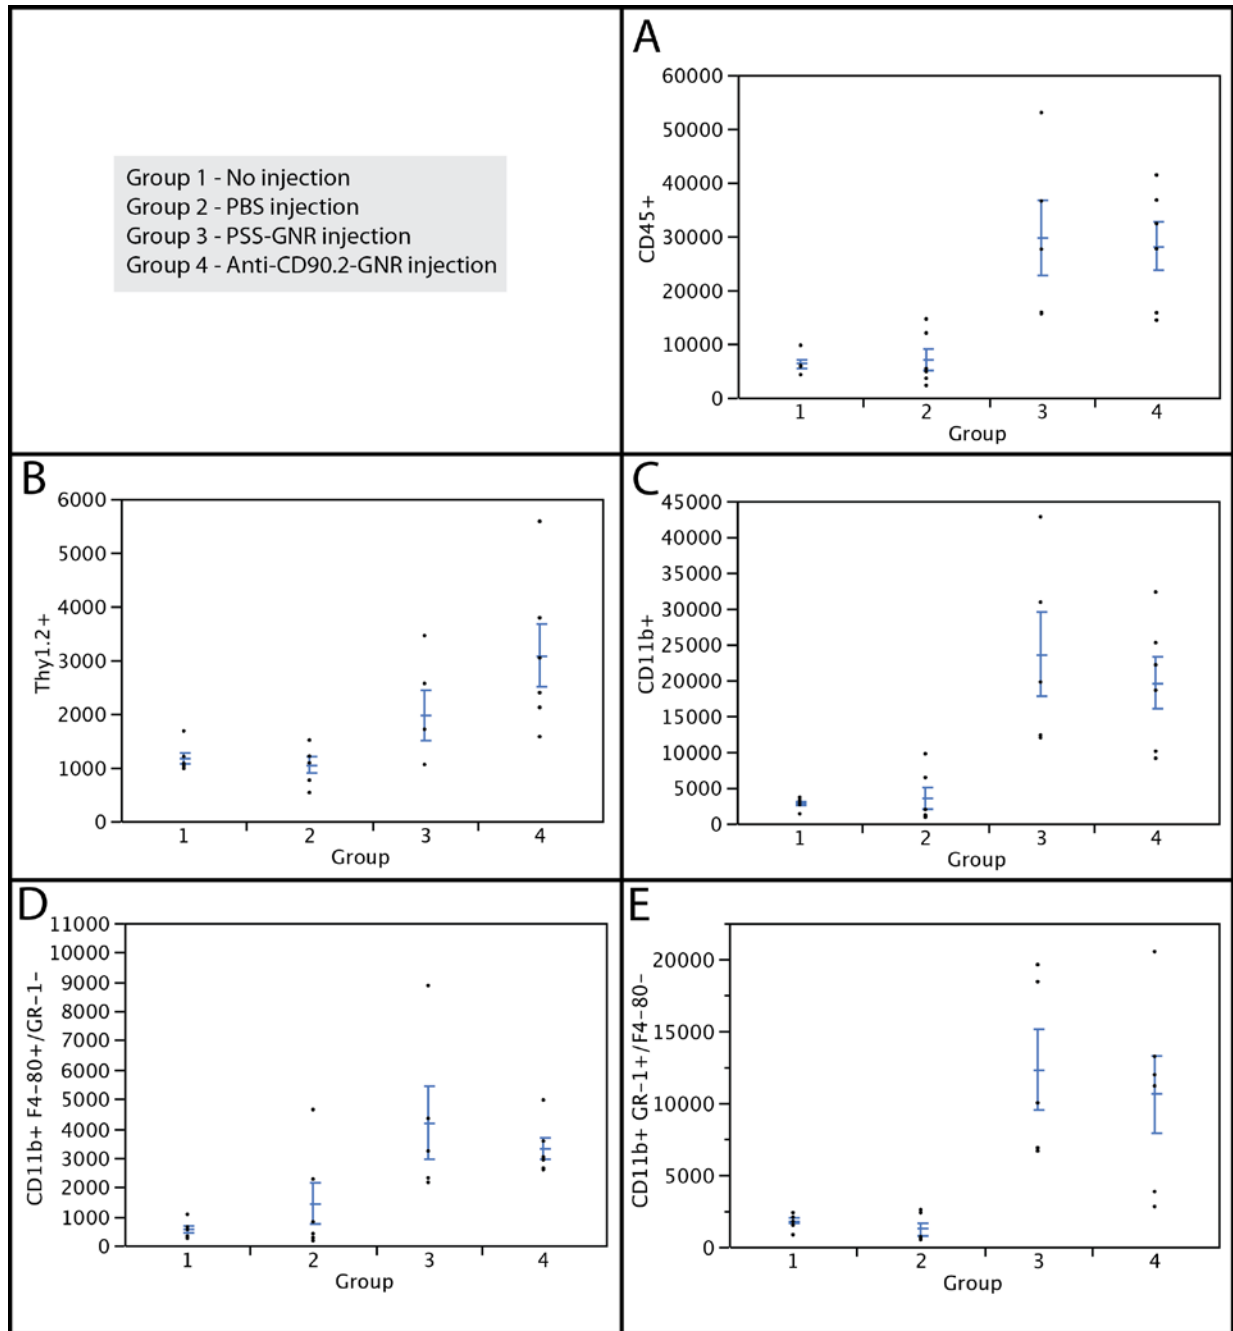 Group 1 - No injection
Group 2 - PBS injection
Group 3 - PSS-GNR injection
Group 4 - Anti-CD90.2-GNR injection
A
CD45+
60000
50000
40000
30000
20000
10000
0
1 2 3 4
Group
B
Thy1.2+
6000
5000
4000
3000
2000
1000
0
1 2 3 4
Group
C
CD11b+
45000
40000
35000
30000
25000
20000
15000
10000
5000
0
1 2 3 4
Group
D
CD11b+ F4-80+/GR-1-
11000
10000
9000
8000
7000
6000
5000
4000
3000
2000
1000
0
1 2 3 4
Group
E
CD11b+ GR-1+/F4-80-
20000
15000
10000
5000
0
1 2 3 4
Group